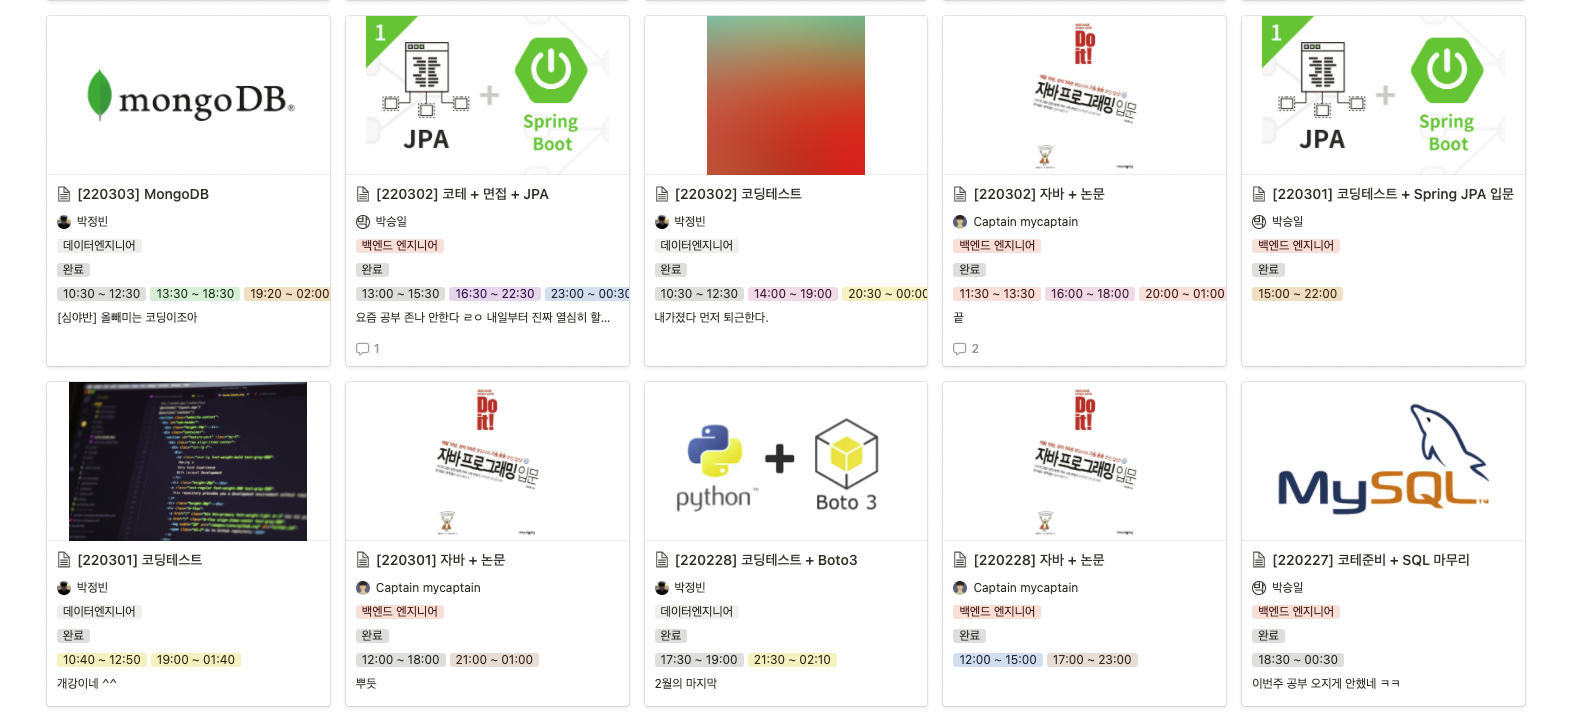 mongoDB®
[220303] MongoDB
박정빈
데이터엔지니어
완료
10:30 ~ 12:30 13:30 ~ 18:30 19:20 ~ 02:00
[심야반] 올빼미는 코딩이조아
1
JPA
+
Spring
Boot
[220302] 코테 + 면접 + JPA
박승일
백엔드 엔지니어
완료
13:00 ~ 15:30 16:30 ~ 22:30 23:00 ~ 00:30
요즘 공부 존나 안한다 ㄹㅇ 내일부터 진짜 열심히 할...
1
[220302] 코딩테스트
박정빈
데이터엔지니어
완료
10:30 ~ 12:30 14:00 ~ 19:00 20:30 ~ 00:00
내가졌다 먼저 퇴근한다.
Do
it!
자바 프로그래밍 입문
[220302] 자바 + 논문
Captain mycaptain
백엔드 엔지니어
완료
11:30 ~ 13:30 16:00 ~ 18:00 20:00 ~ 01:00
끝
2
1
JPA
+
Spring
Boot
[220301] 코딩테스트 + Spring JPA 입문
박승일
백엔드 엔지니어
완료
15:00 ~ 22:00
[220301] 코딩테스트
박정빈
데이터엔지니어
완료
10:40 ~ 12:50 19:00 ~ 01:40
개강이네 ^^
Do
it!
자바 프로그래밍 입문
[220301] 자바 + 논문
Captain mycaptain
백엔드 엔지니어
완료
12:00 ~ 18:00 21:00 ~ 01:00
뿌듯
python™
+
Boto 3
[220228] 코딩테스트 + Boto3
박정빈
데이터엔지니어
완료
17:30 ~ 19:00 21:30 ~ 02:10
2월의 마지막
Do
it!
자바 프로그래밍 입문
[220228] 자바 + 논문
Captain mycaptain
백엔드 엔지니어
완료
12:00 ~ 15:00 17:00 ~ 23:00
MySQL™
[220227] 코테준비 + SQL 마무리
박승일
백엔드 엔지니어
완료
18:30 ~ 00:30
이번주 공부 오지게 안했네 ㅋㅋ